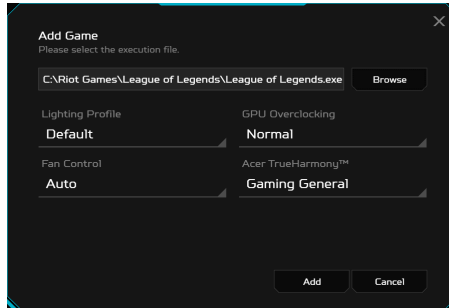 Add Game
Please select the execution file.
C:\Riot Games\League of Legends\League of Legends.exe Browse
Lighting Profile GPU Overclocking
Default Normal
Fan Control Acer TrueHarmony™
Auto Gaming General
Add Cancel